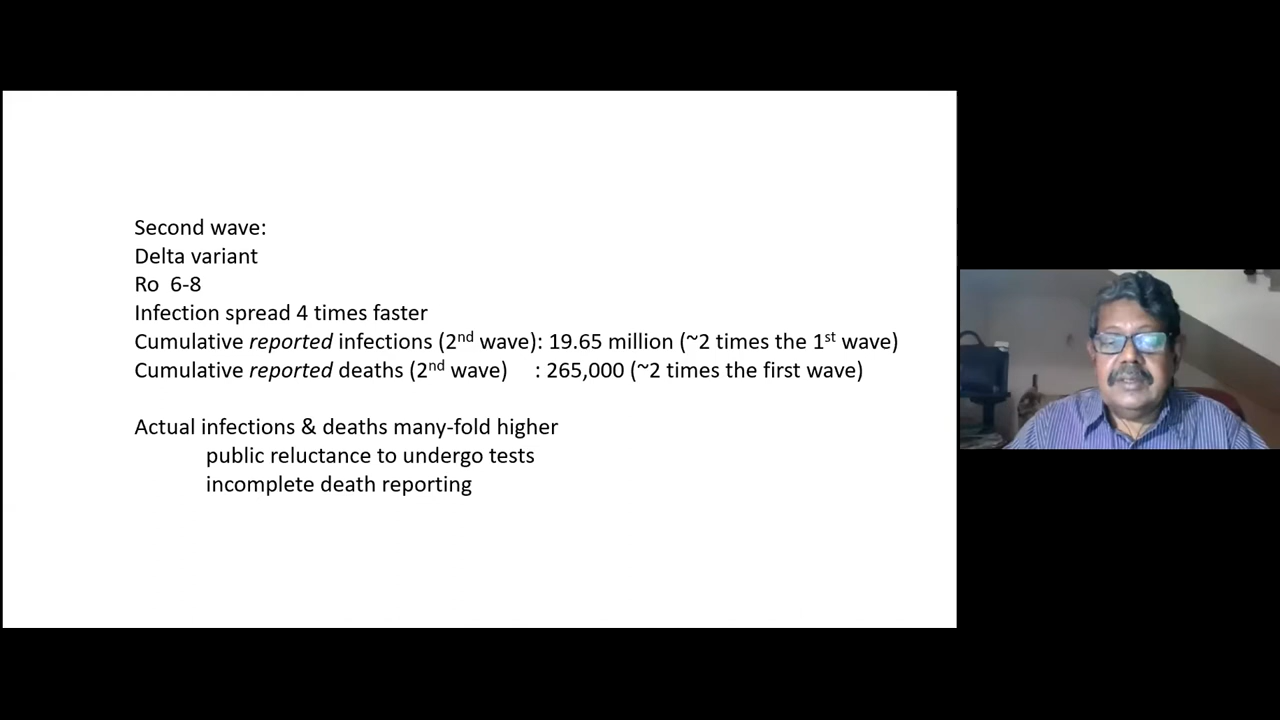 Second wave:
Delta variant
Ro 6-8
Infection spread 4 times faster
Cumulative reported infections (2nd wave): 19.65 million (~2 times the 1st wave)
Cumulative reported deaths (2nd wave) : 265,000 (~2 times the first wave)
Actual infections & deaths many-fold higher
public reluctance to undergo tests
incomplete death reporting